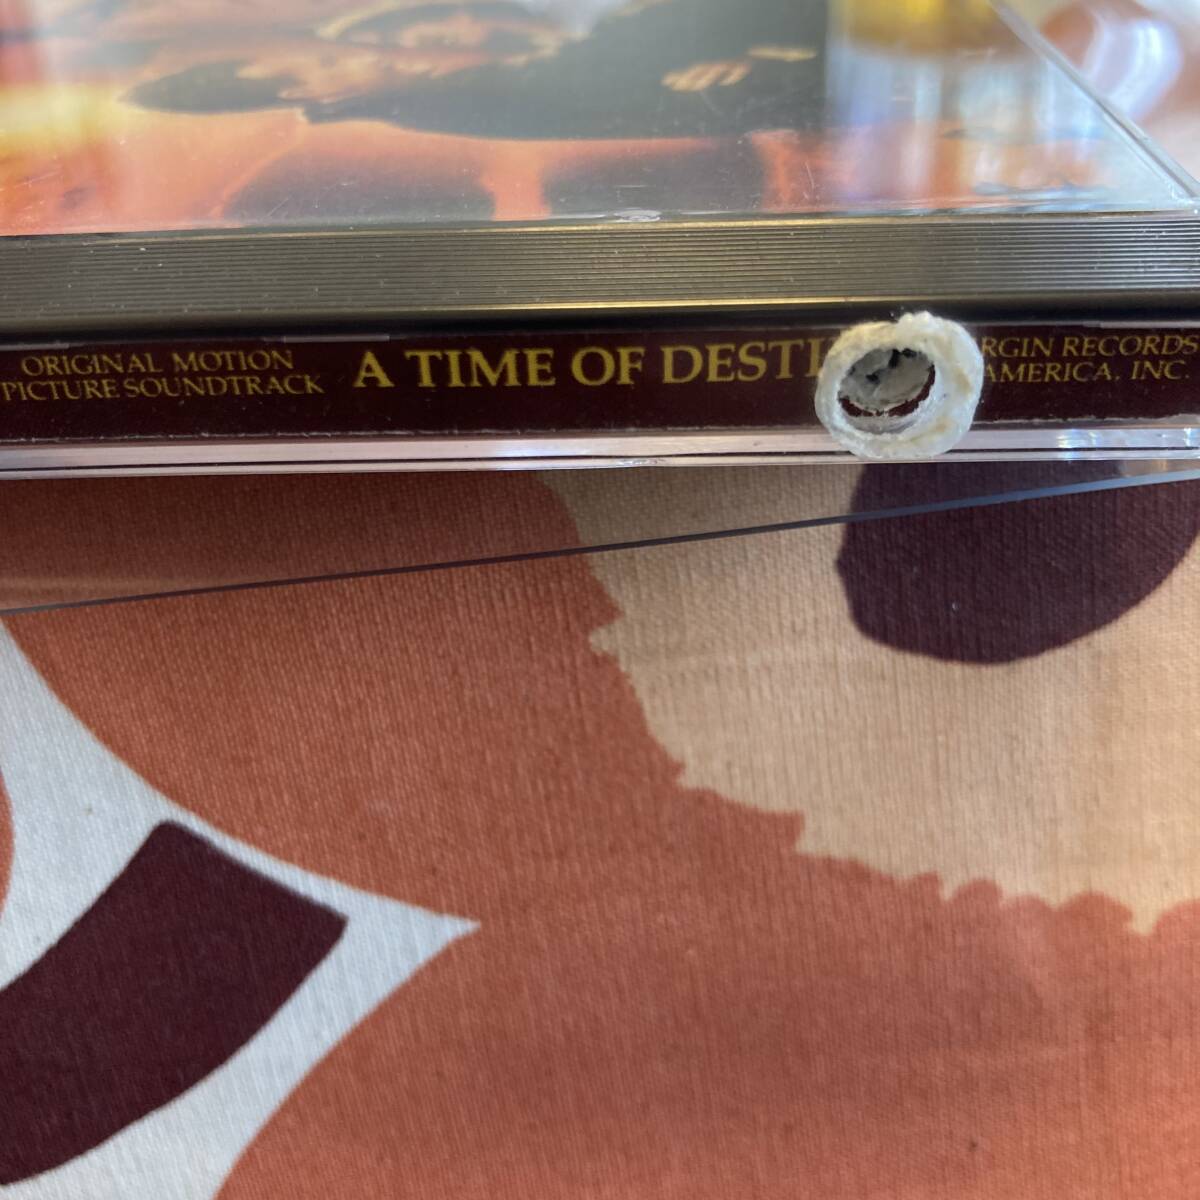 ORIGINAL MOTION
PICTURE SOUNDTRACK
A TIME OF DESTI
RGIN RECORDS
AMERICA, INC.